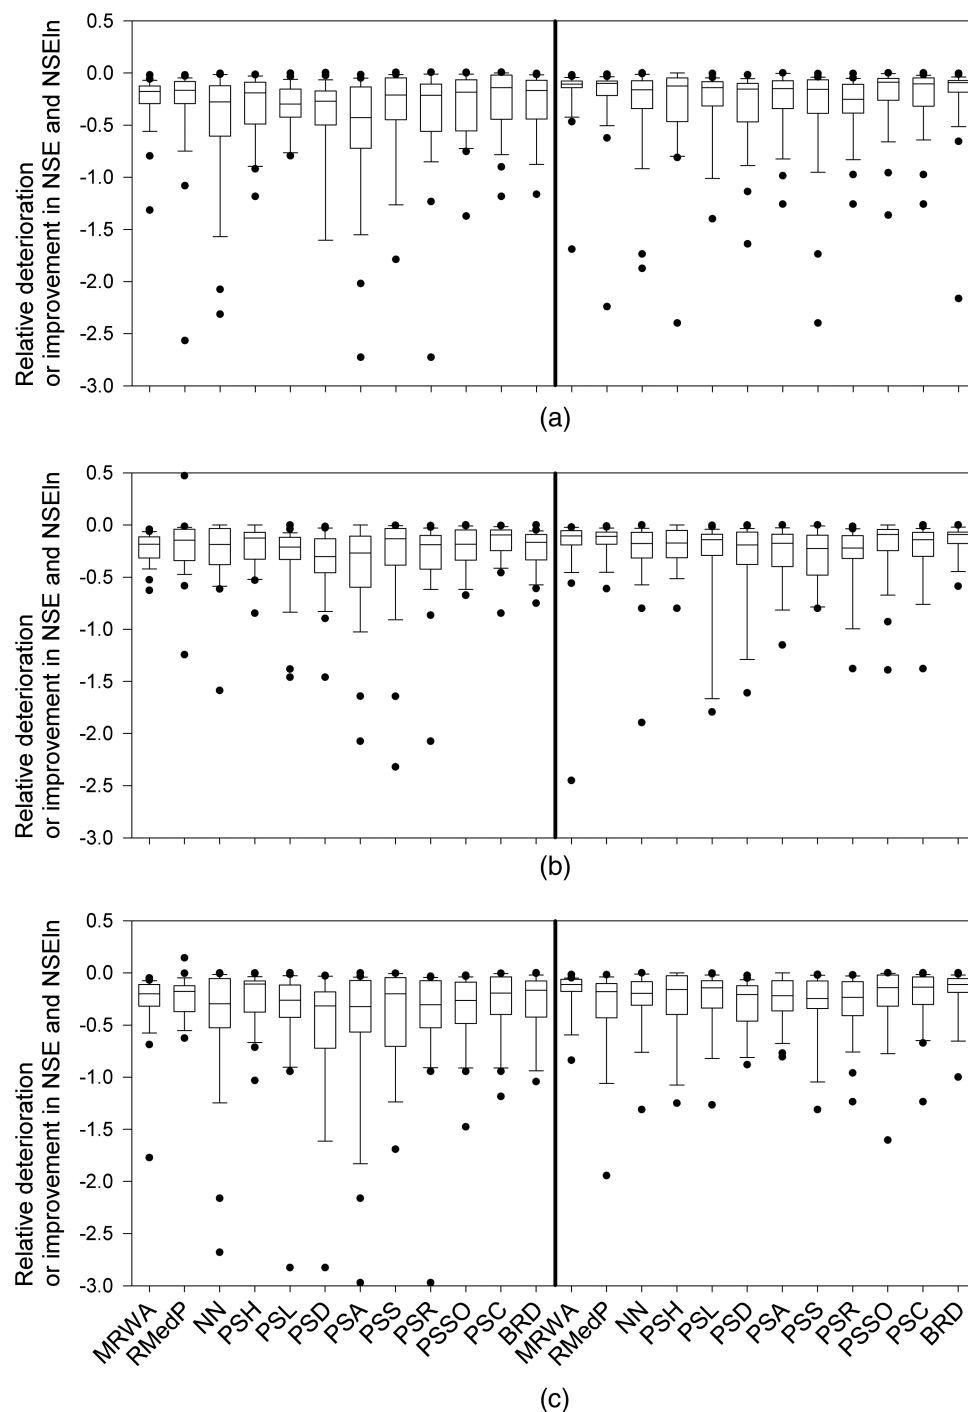 Relative deterioration
or improvement in NSE and NSEln
0.5
0.0
-0.5
-1.0
-1.5
-2.0
-2.5
-3.0
(a)
Relative deterioration
or improvement in NSE and NSEln
0.5
0.0
-0.5
-1.0
-1.5
-2.0
-2.5
-3.0
(b)
Relative deterioration
or improvement in NSE and NSEln
0.5
0.0
-0.5
-1.0
-1.5
-2.0
-2.5
-3.0
MRWA
RMedP
NN
PSH
PSL
PSD
PSA
PSS
PSR
PSSO
PSC
BRD
MRWA
RMedP
NN
PSH
PSL
PSD
PSA
PSS
PSR
PSSO
PSC
BRD
(c)